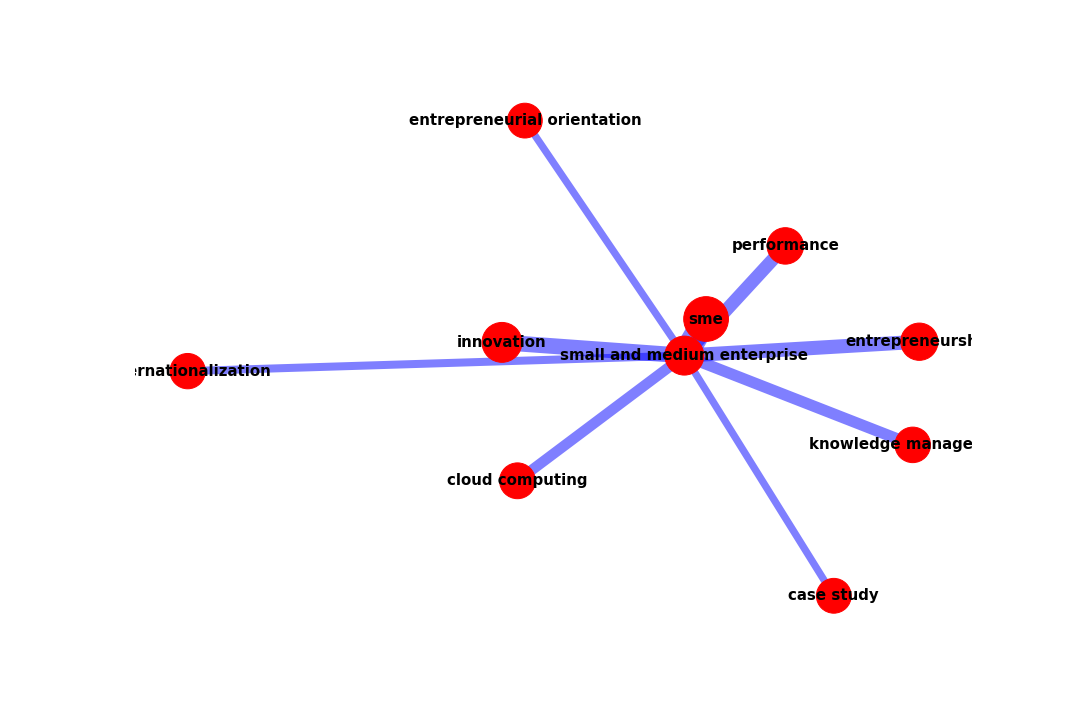 entrepreneurial orientation
performance
sme
innovation
entrepreneursh
small and medium enterprise
ernationalization
knowledge manage
cloud computing
case study